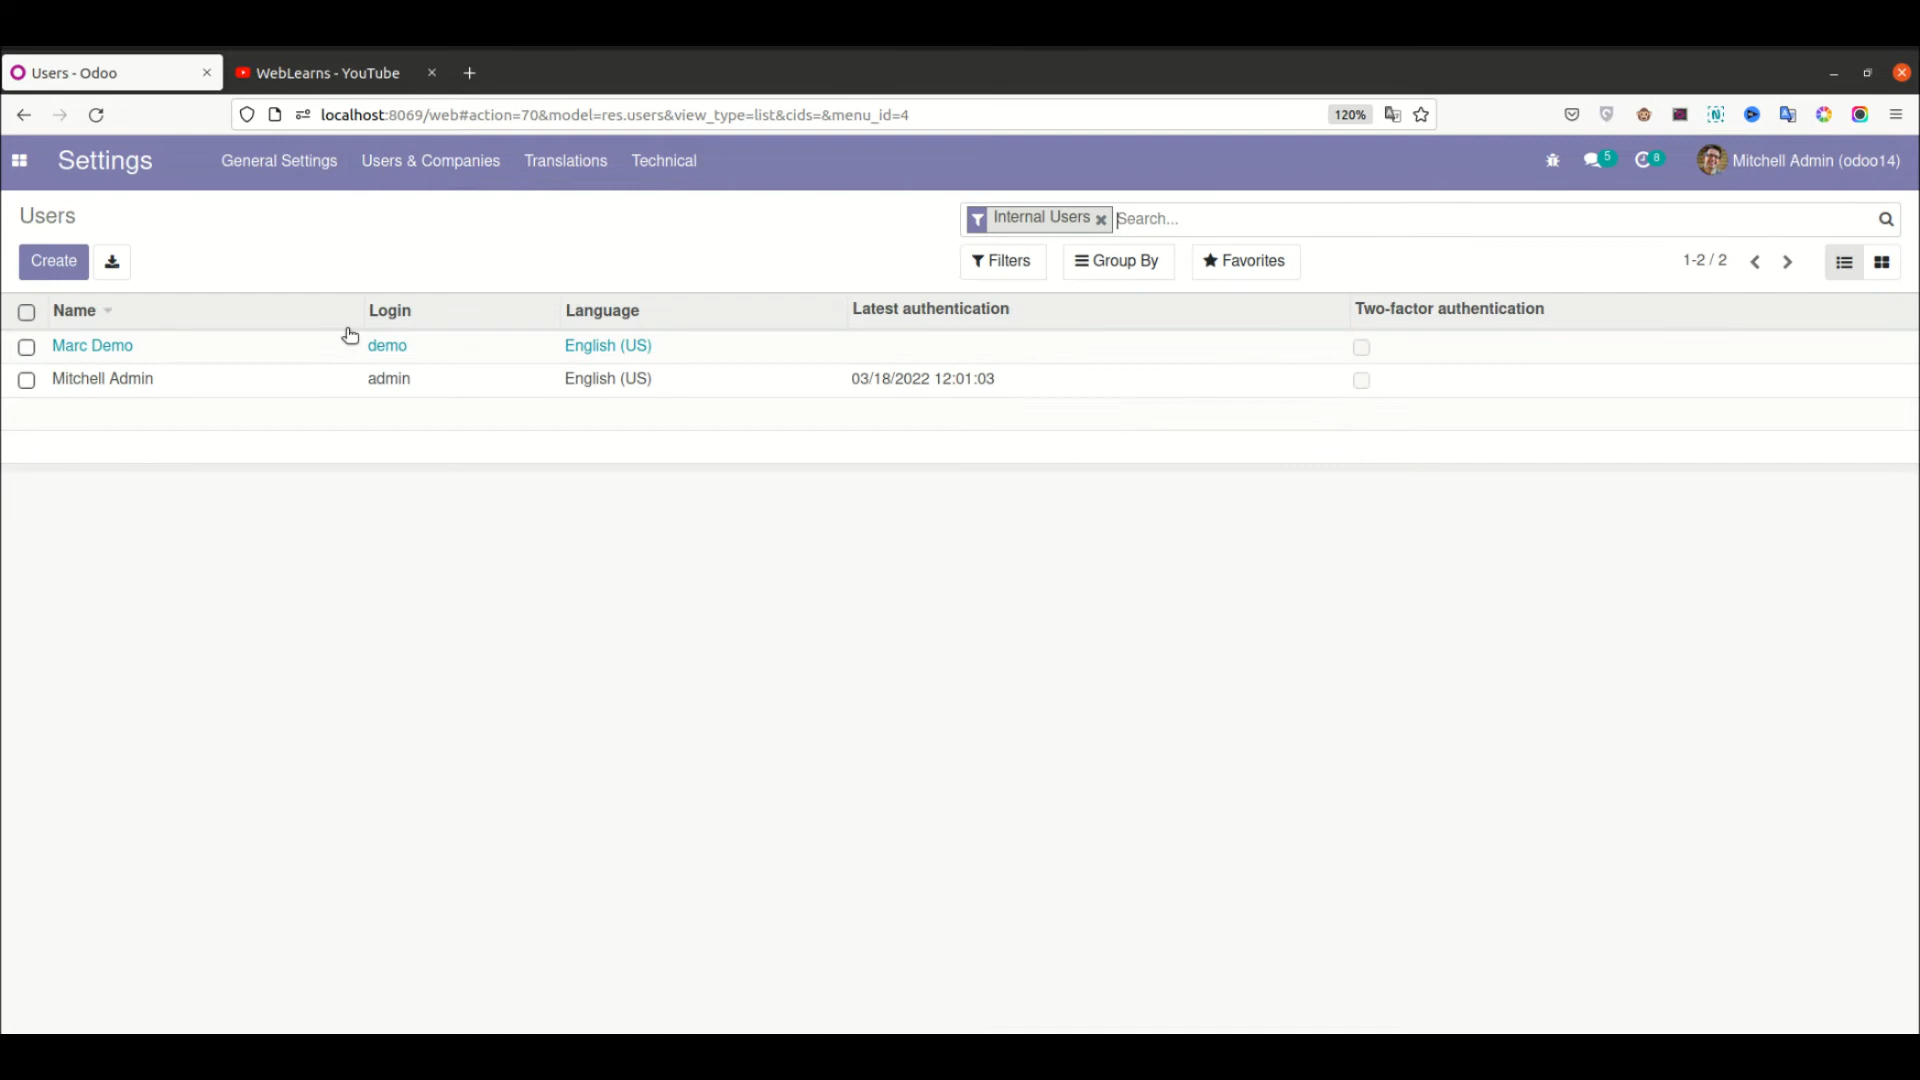 Users - Odoo
WebLearns - YouTube
localhost:8069/web#action=70&model=res.users&view_type=list&cids=&menu_id=4
120%
Settings
General Settings
Users & Companies
Translations
Technical
5
8
Mitchell Admin (odoo14)
Users
Internal Users
Search...
Create
Filters
Group By
Favorites
1-2 / 2
Name
Login
Language
Latest authentication
Two-factor authentication
Marc Demo
demo
English (US)
Mitchell Admin
admin
English (US)
03/18/2022 12:01:03